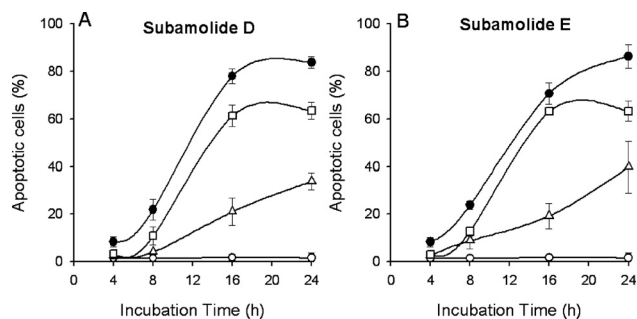 A
Subamolide D
B
Subamolide E
Apoptotic cells (%)
100
80
60
40
20
0
0 4 8 12 16 20 24
Incubation Time (h)
Apoptotic cells (%)
100
80
60
40
20
0
0 4 8 12 16 20 24
Incubation Time (h)